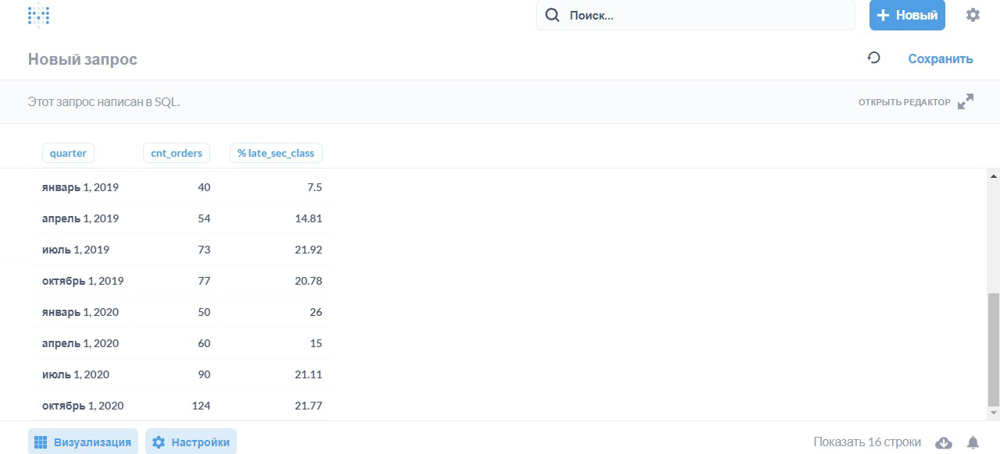 Поиск...
Новый
Новый запрос
Сохранить
Этот запрос написан в SQL.
ОТКРЫТЬ РЕДАКТОР
quarter cnt_orders % late_sec_class
январь 1, 2019 40 7.5
апрель 1, 2019 54 14.81
июль 1, 2019 73 21.92
октябрь 1, 2019 77 20.78
январь 1, 2020 50 26
апрель 1, 2020 60 15
июль 1, 2020 90 21.11
октябрь 1, 2020 124 21.77
Визуализация
Настройки
Показать 16 строки